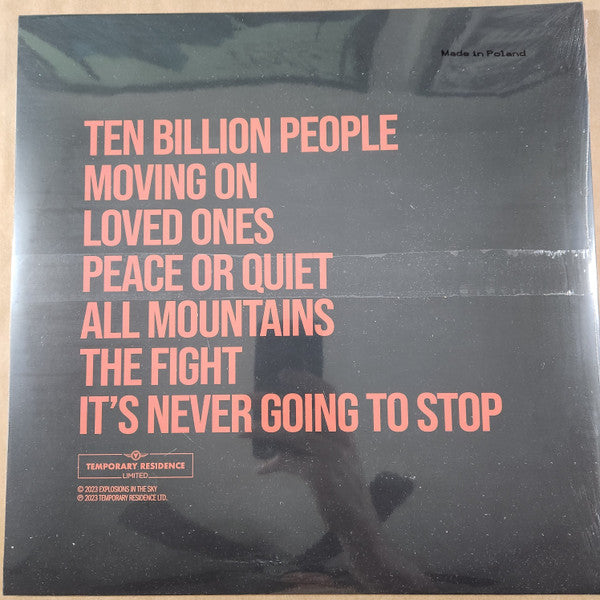 Made in Poland
TEN BILLION PEOPLE
MOVING ON
LOVED ONES
PEACE OR QUIET
ALL MOUNTAINS
THE FIGHT
IT'S NEVER GOING TO STOP
TEMPORARY RESIDENCE
LIMITED
© 2023 EXPLOSIONS IN THE SKY
℗ 2023 TEMPORARY RESIDENCE LTD.